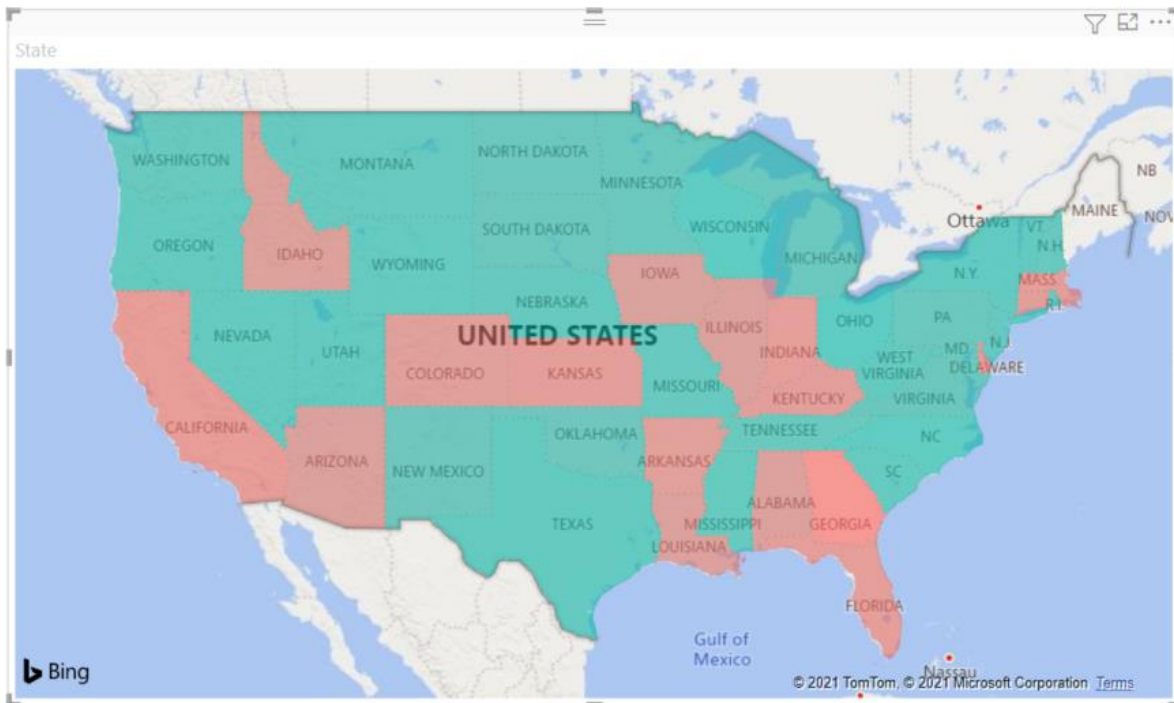 State
WASHINGTON
MONTANA
NORTH DAKOTA
MINNESOTA
NB
Ottawa
MAINE
NOV
OREGON
IDAHO
WYOMING
SOUTH DAKOTA
WISCONSIN
MICHIGAN
VT.
N.H.
N.Y.
MASS
R.I.
IOWA
NEBRASKA
NEVADA
UTAH
UNITED STATES
ILLINOIS
INDIANA
OHIO
PA
N.J.
MD
DELAWARE
COLORADO
KANSAS
MISSOURI
WEST
VIRGINIA
KENTUCKY
VIRGINIA
CALIFORNIA
ARIZONA
NEW MEXICO
OKLAHOMA
ARKANSAS
TENNESSEE
NC
SC
TEXAS
MISSISSIPPI
ALABAMA
GEORGIA
LOUISIANA
FLORIDA
Gulf of
Mexico
Nassau
Bing
© 2021 TomTom, © 2021 Microsoft Corporation Terms